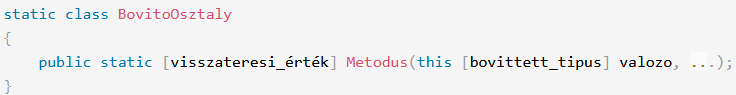 static class BovitoOsztaly
{
public static [visszateresi_érték] Metodus(this [bovittett_tipus] valozo, ...);
}